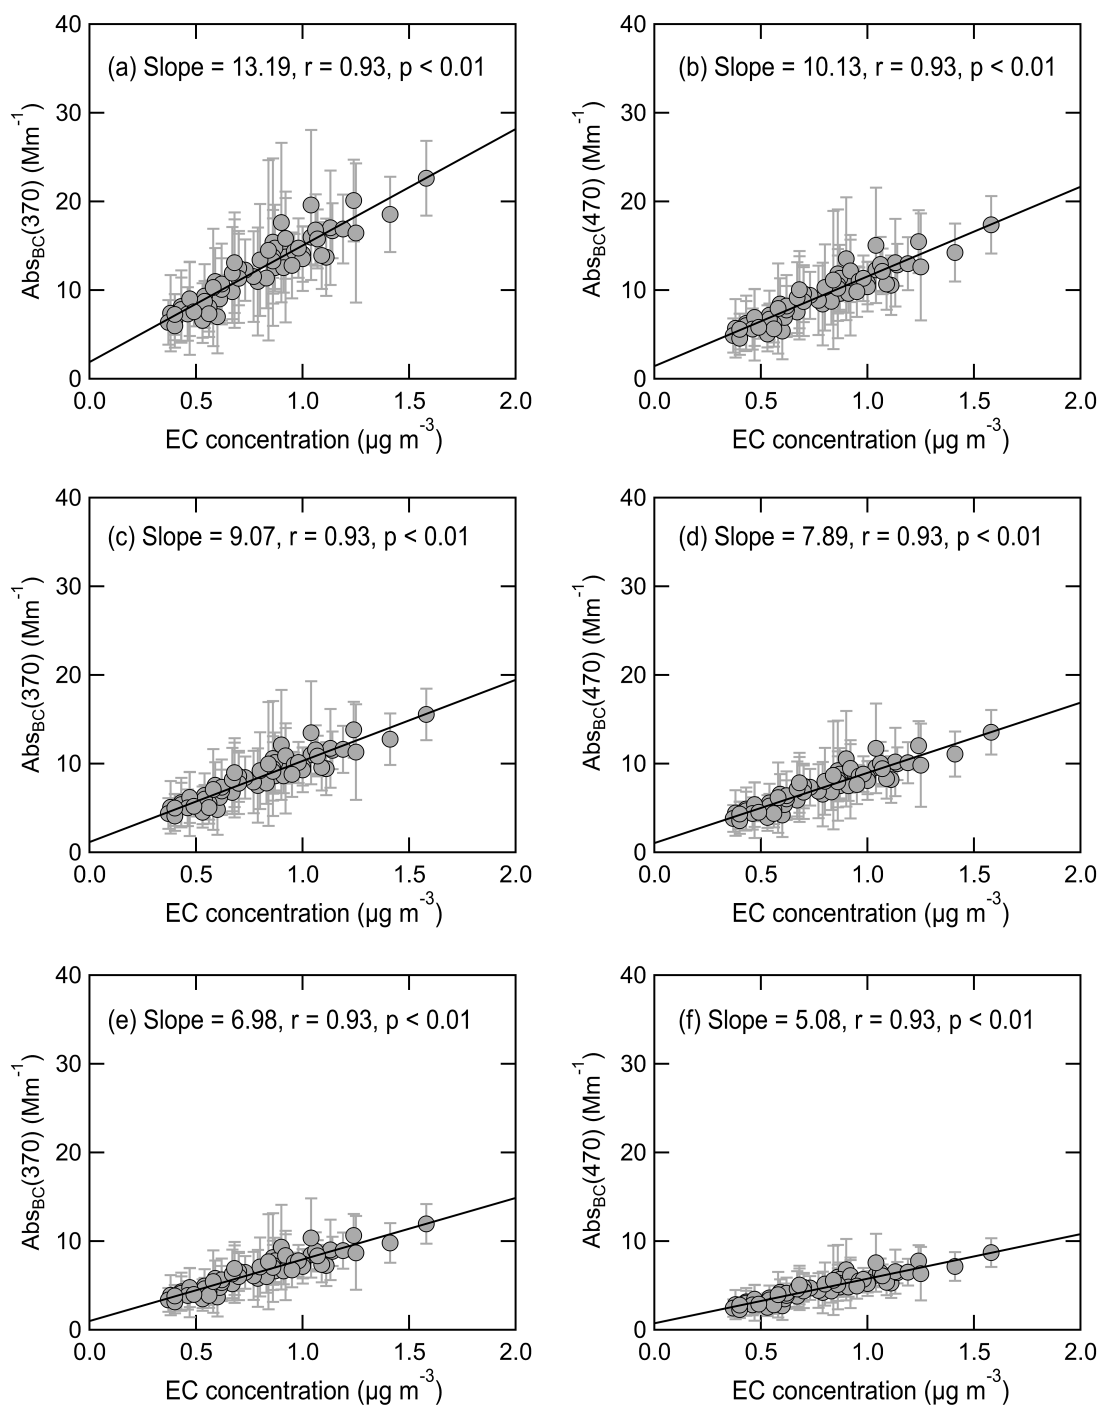 (a) Slope = 13.19, r = 0.93, p < 0.01
Abs_BC(370) (Mm^-1)
40
30
20
10
0
0.0 0.5 1.0 1.5 2.0
EC concentration (µg m^-3)
(b) Slope = 10.13, r = 0.93, p < 0.01
Abs_BC(470) (Mm^-1)
40
30
20
10
0
0.0 0.5 1.0 1.5 2.0
EC concentration (µg m^-3)
(c) Slope = 9.07, r = 0.93, p < 0.01
Abs_BC(370) (Mm^-1)
40
30
20
10
0
0.0 0.5 1.0 1.5 2.0
EC concentration (µg m^-3)
(d) Slope = 7.89, r = 0.93, p < 0.01
Abs_BC(470) (Mm^-1)
40
30
20
10
0
0.0 0.5 1.0 1.5 2.0
EC concentration (µg m^-3)
(e) Slope = 6.98, r = 0.93, p < 0.01
Abs_BC(370) (Mm^-1)
40
30
20
10
0
0.0 0.5 1.0 1.5 2.0
EC concentration (µg m^-3)
(f) Slope = 5.08, r = 0.93, p < 0.01
Abs_BC(470) (Mm^-1)
40
30
20
10
0
0.0 0.5 1.0 1.5 2.0
EC concentration (µg m^-3)